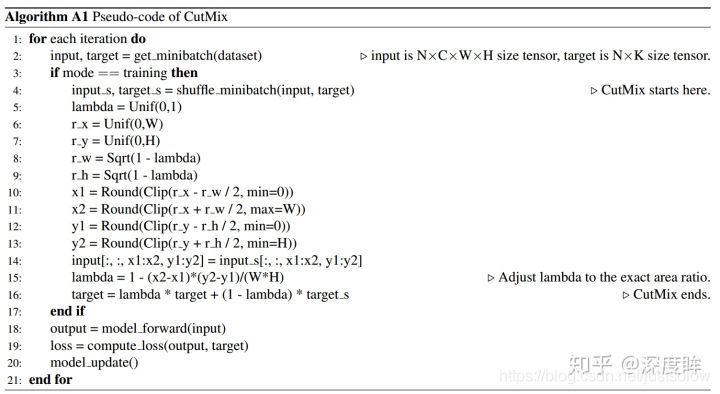 Algorithm A1 Pseudo-code of CutMix
1: for each iteration do
2: input, target = get_minibatch(dataset) ▷ input is N×C×W×H size tensor, target is N×K size tensor.
3: if mode == training then
4: input_s, target_s = shuffle_minibatch(input, target) ▷ CutMix starts here.
5: lambda = Unif(0,1)
6: r_x = Unif(0,W)
7: r_y = Unif(0,H)
8: r_w = Sqrt(1 - lambda)
9: r_h = Sqrt(1 - lambda)
10: x1 = Round(Clip(r_x - r_w / 2, min=0))
11: x2 = Round(Clip(r_x + r_w / 2, max=W))
12: y1 = Round(Clip(r_y - r_h / 2, min=0))
13: y2 = Round(Clip(r_y + r_h / 2, min=H))
14: input[:, :, x1:x2, y1:y2] = input_s[:, :, x1:x2, y1:y2]
15: lambda = 1 - (x2-x1)*(y2-y1)/(W*H) ▷ Adjust lambda to the exact area ratio.
16: target = lambda * target + (1 - lambda) * target_s ▷ CutMix ends.
17: end if
18: output = model_forward(input)
19: loss = compute_loss(output, target)
20: model_update()
21: end for
知乎 @深度眸
https://blog.csdn.net/justsolow